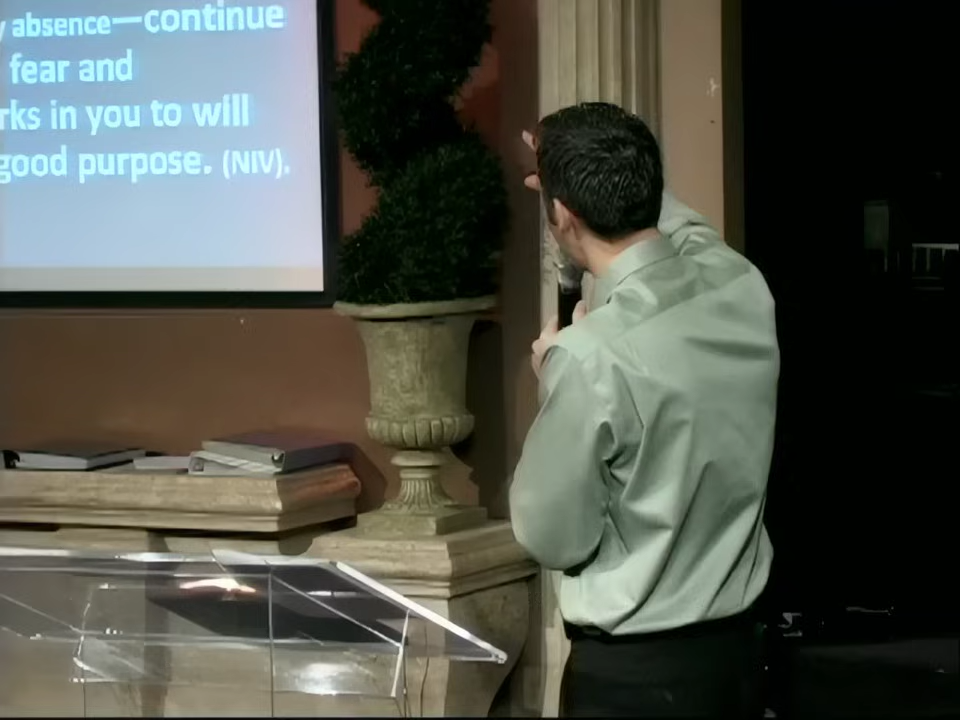 absence—continue
fear and
rks in you to will
good purpose. (NIV).